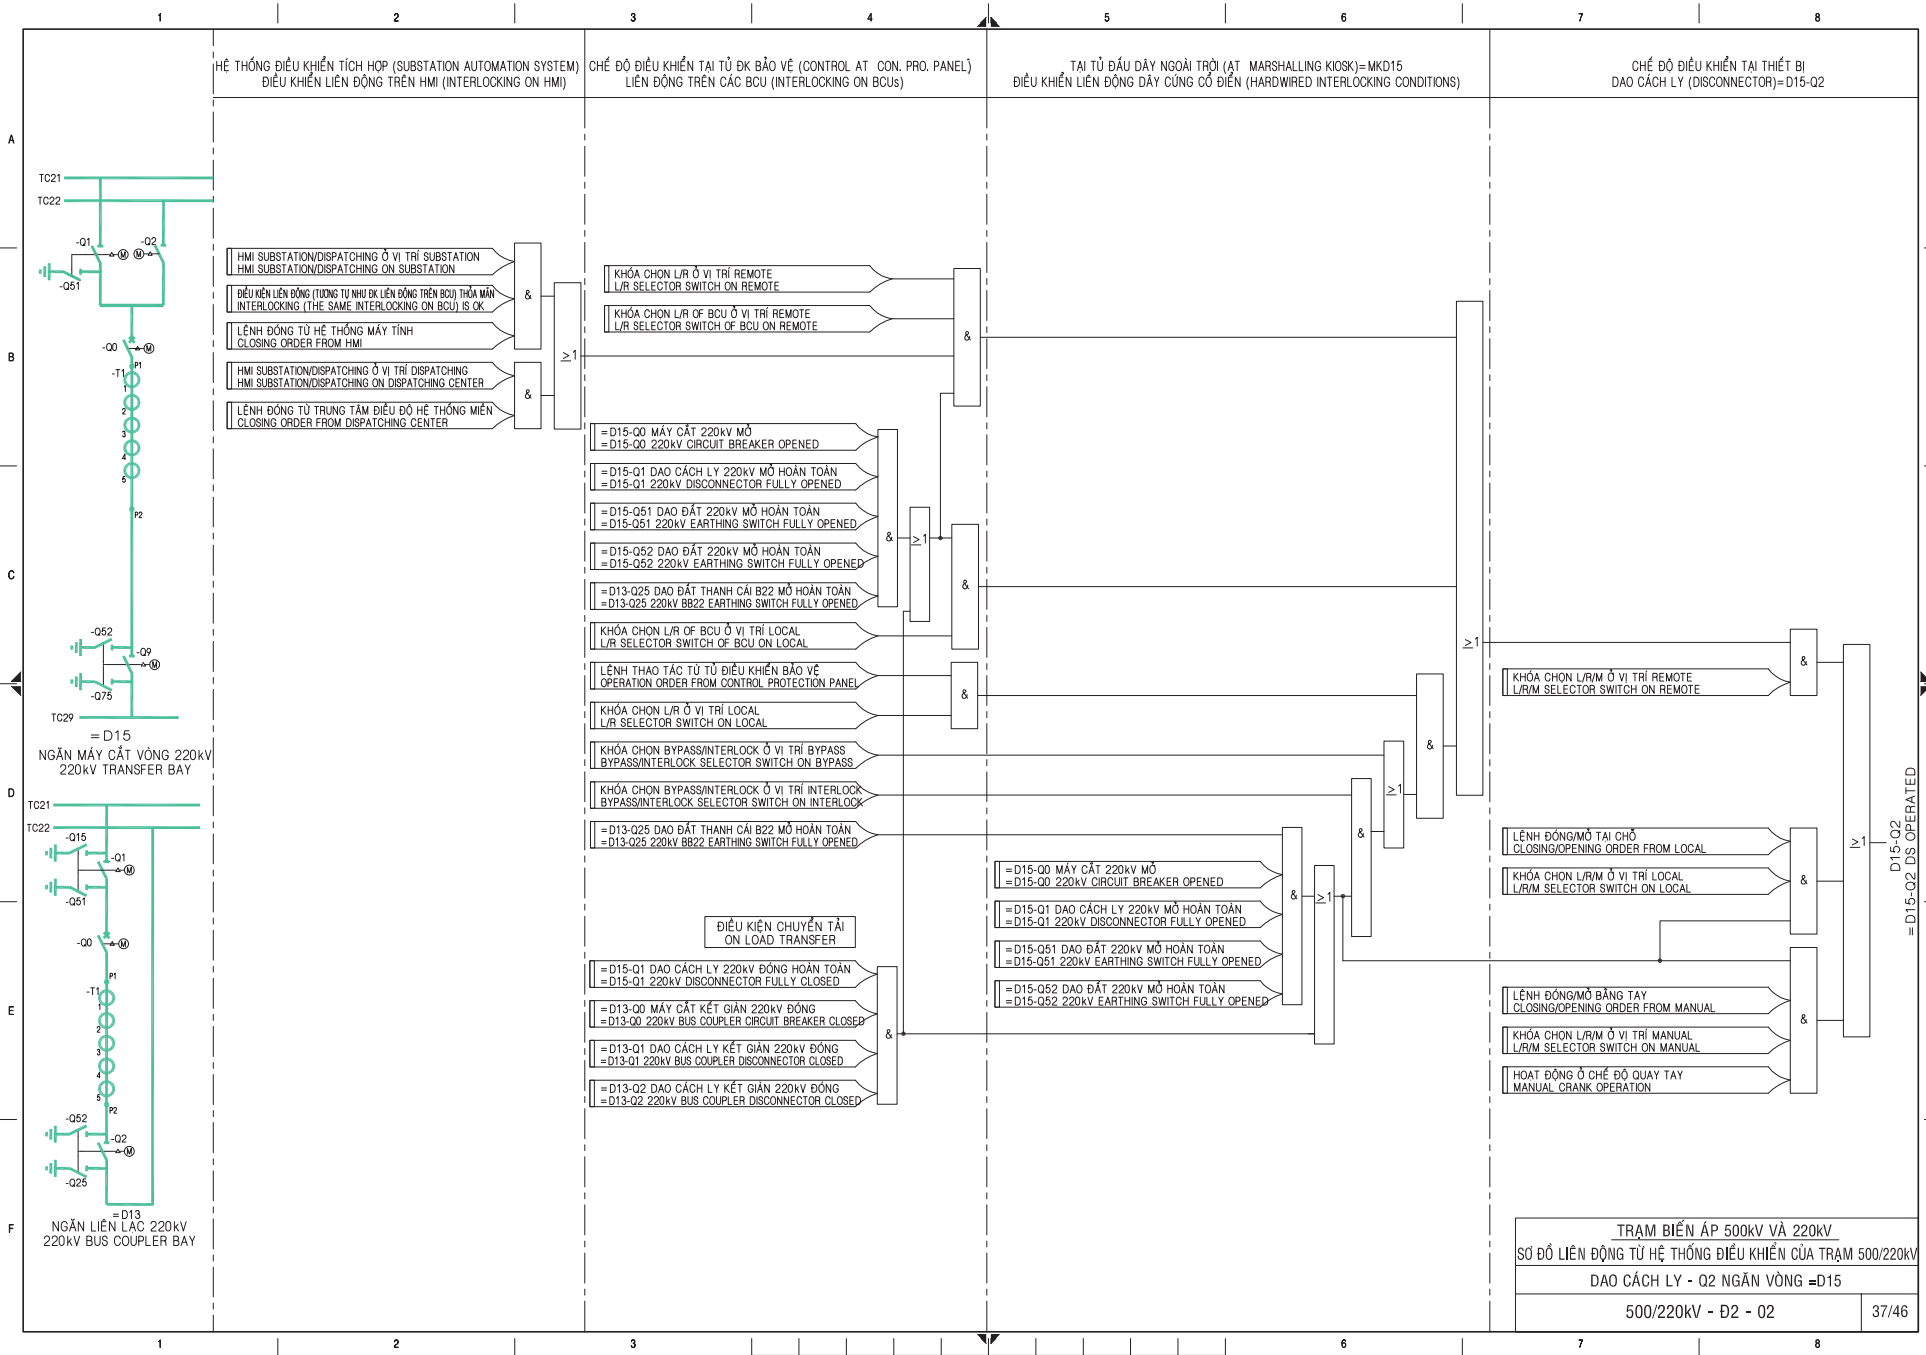 1 2 3 4 5 6 7 8
HỆ THỐNG ĐIỀU KHIỂN TÍCH HỢP (SUBSTATION AUTOMATION SYSTEM)
ĐIỀU KHIỂN LIÊN ĐỘNG TRÊN HMI (INTERLOCKING ON HMI)
CHẾ ĐỘ ĐIỀU KHIỂN TẠI TỦ ĐK BẢO VỆ (CONTROL AT CON. PRO. PANEL)
LIÊN ĐỘNG TRÊN CÁC BCU (INTERLOCKING ON BCUs)
TẠI TỦ ĐẤU DÂY NGOÀI TRỜI (AT MARSHALLING KIOSK)=MKD15
ĐIỀU KHIỂN LIÊN ĐỘNG DÂY CỨNG CỔ ĐIỂN (HARDWIRED INTERLOCKING CONDITIONS)
CHẾ ĐỘ ĐIỀU KHIỂN TẠI THIẾT BỊ
DAO CÁCH LY (DISCONNECTOR)=D15-Q2
A
B
C
D
E
F
TC21
TC22
-Q1
M
M
-Q2
-Q51
-Q0
M
P1
-T1
1
2
3
4
5
P2
-Q52
-Q9
M
-Q75
TC29
=D15
NGĂN MÁY CẮT VÒNG 220kV
220kV TRANSFER BAY
TC21
TC22
-Q15
-Q1
M
-Q51
-Q0
M
P1
-T1
1
2
3
4
5
P2
-Q52
-Q2
M
-Q25
=D13
NGĂN LIÊN LẠC 220kV
220kV BUS COUPLER BAY
HMI SUBSTATION/DISPATCHING Ở VỊ TRÍ SUBSTATION
HMI SUBSTATION/DISPATCHING ON SUBSTATION
ĐIỀU KIỆN LIÊN ĐỘNG (TƯƠNG TỰ NHƯ ĐK LIÊN ĐỘNG TRÊN BCU) THỎA MÃN
INTERLOCKING (THE SAME INTERLOCKING ON BCU) IS OK
LỆNH ĐÓNG TỪ HỆ THỐNG MÁY TÍNH
CLOSING ORDER FROM HMI
HMI SUBSTATION/DISPATCHING Ở VỊ TRÍ DISPATCHING
HMI SUBSTATION/DISPATCHING ON DISPATCHING CENTER
LỆNH ĐÓNG TỪ TRUNG TÂM ĐIỀU ĐỘ HỆ THỐNG MIỀN
CLOSING ORDER FROM DISPATCHING CENTER
&
&
≥1
KHÓA CHỌN L/R Ở VỊ TRÍ REMOTE
L/R SELECTOR SWITCH ON REMOTE
KHÓA CHỌN L/R OF BCU Ở VỊ TRÍ REMOTE
L/R SELECTOR SWITCH OF BCU ON REMOTE
&
=D15-Q0 MÁY CẮT 220kV MỞ
=D15-Q0 220kV CIRCUIT BREAKER OPENED
=D15-Q1 DAO CÁCH LY 220kV MỞ HOÀN TOÀN
=D15-Q1 220kV DISCONNECTOR FULLY OPENED
=D15-Q51 DAO ĐẤT 220kV MỞ HOÀN TOÀN
=D15-Q51 220kV EARTHING SWITCH FULLY OPENED
=D15-Q52 DAO ĐẤT 220kV MỞ HOÀN TOÀN
=D15-Q52 220kV EARTHING SWITCH FULLY OPENED
=D13-Q25 DAO ĐẤT THANH CÁI B22 MỞ HOÀN TOÀN
=D13-Q25 220kV BB22 EARTHING SWITCH FULLY OPENED
&
≥1
&
KHÓA CHỌN L/R OF BCU Ở VỊ TRÍ LOCAL
L/R SELECTOR SWITCH OF BCU ON LOCAL
LỆNH THAO TÁC TỪ TỦ ĐIỀU KHIỂN BẢO VỆ
OPERATION ORDER FROM CONTROL PROTECTION PANEL
KHÓA CHỌN L/R Ở VỊ TRÍ LOCAL
L/R SELECTOR SWITCH ON LOCAL
&
KHÓA CHỌN BYPASS/INTERLOCK Ở VỊ TRÍ BYPASS
BYPASS/INTERLOCK SELECTOR SWITCH ON BYPASS
KHÓA CHỌN BYPASS/INTERLOCK Ở VỊ TRÍ INTERLOCK
BYPASS/INTERLOCK SELECTOR SWITCH ON INTERLOCK
=D13-Q25 DAO ĐẤT THANH CÁI B22 MỞ HOÀN TOÀN
=D13-Q25 220kV BB22 EARTHING SWITCH FULLY OPENED
ĐIỀU KIỆN CHUYỂN TẢI
ON LOAD TRANSFER
=D15-Q1 DAO CÁCH LY 220kV ĐÓNG HOÀN TOÀN
=D15-Q1 220kV DISCONNECTOR FULLY CLOSED
=D13-Q0 MÁY CẮT KẾT GIÀN 220kV ĐÓNG
=D13-Q0 220kV BUS COUPLER CIRCUIT BREAKER CLOSED
=D13-Q1 DAO CÁCH LY KẾT GIÀN 220kV ĐÓNG
=D13-Q1 220kV BUS COUPLER DISCONNECTOR CLOSED
=D13-Q2 DAO CÁCH LY KẾT GIÀN 220kV ĐÓNG
=D13-Q2 220kV BUS COUPLER DISCONNECTOR CLOSED
&
=D15-Q0 MÁY CẮT 220kV MỞ
=D15-Q0 220kV CIRCUIT BREAKER OPENED
=D15-Q1 DAO CÁCH LY 220kV MỞ HOÀN TOÀN
=D15-Q1 220kV DISCONNECTOR FULLY OPENED
=D15-Q51 DAO ĐẤT 220kV MỞ HOÀN TOÀN
=D15-Q51 220kV EARTHING SWITCH FULLY OPENED
=D15-Q52 DAO ĐẤT 220kV MỞ HOÀN TOÀN
=D15-Q52 220kV EARTHING SWITCH FULLY OPENED
&
≥1
&
≥1
&
≥1
KHÓA CHỌN L/R/M Ở VỊ TRÍ REMOTE
L/R/M SELECTOR SWITCH ON REMOTE
&
LỆNH ĐÓNG/MỞ TẠI CHỖ
CLOSING/OPENING ORDER FROM LOCAL
KHÓA CHỌN L/R/M Ở VỊ TRÍ LOCAL
L/R/M SELECTOR SWITCH ON LOCAL
&
LỆNH ĐÓNG/MỞ BẰNG TAY
CLOSING/OPENING ORDER FROM MANUAL
KHÓA CHỌN L/R/M Ở VỊ TRÍ MANUAL
L/R/M SELECTOR SWITCH ON MANUAL
HOẠT ĐỘNG Ở CHẾ ĐỘ QUAY TAY
MANUAL CRANK OPERATION
&
≥1
D15-Q2
=D15-Q2 DS OPERATED
TRẠM BIẾN ÁP 500kV VÀ 220kV
SƠ ĐỒ LIÊN ĐỘNG TỪ HỆ THỐNG ĐIỀU KHIỂN CỦA TRẠM 500/220kV
DAO CÁCH LY - Q2 NGĂN VÒNG =D15
500/220kV - Đ2 - 02
37/46
1 2 3 6 7 8